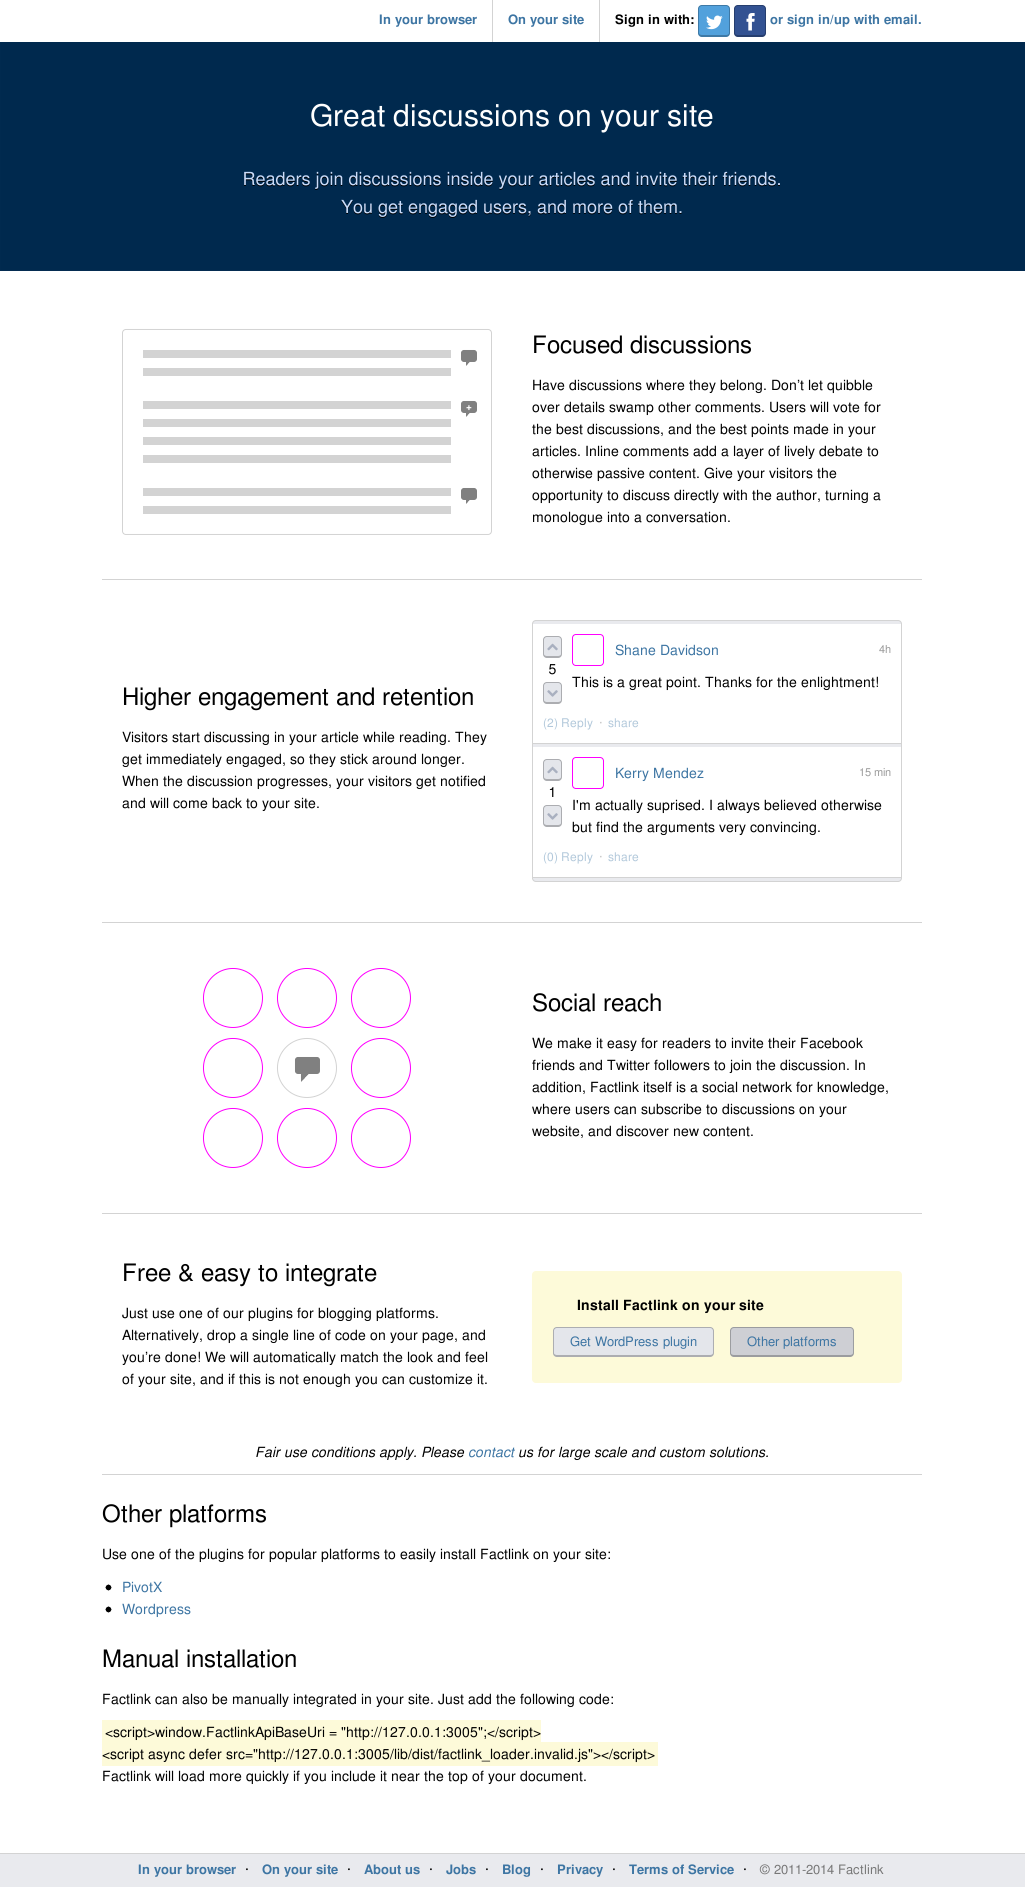 In your browser
On your site
Sign in with: or sign in/up with email.
Great discussions on your site
Readers join discussions inside your articles and invite their friends.
You get engaged users, and more of them.
Focused discussions
Have discussions where they belong. Don’t let quibble
over details swamp other comments. Users will vote for
the best discussions, and the best points made in your
articles. Inline comments add a layer of lively debate to
otherwise passive content. Give your visitors the
opportunity to discuss directly with the author, turning a
monologue into a conversation.
Higher engagement and retention
Visitors start discussing in your article while reading. They
get immediately engaged, so they stick around longer.
When the discussion progresses, your visitors get notified
and will come back to your site.
Shane Davidson 4h
5
This is a great point. Thanks for the enlightment!
(2) Reply · share
Kerry Mendez 15 min
1
I'm actually suprised. I always believed otherwise
but find the arguments very convincing.
(0) Reply · share
Social reach
We make it easy for readers to invite their Facebook
friends and Twitter followers to join the discussion. In
addition, Factlink itself is a social network for knowledge,
where users can subscribe to discussions on your
website, and discover new content.
Free & easy to integrate
Just use one of our plugins for blogging platforms.
Alternatively, drop a single line of code on your page, and
you’re done! We will automatically match the look and feel
of your site, and if this is not enough you can customize it.
Install Factlink on your site
Get WordPress plugin
Other platforms
Fair use conditions apply. Please contact us for large scale and custom solutions.
Other platforms
Use one of the plugins for popular platforms to easily install Factlink on your site:
• PivotX
• Wordpress
Manual installation
Factlink can also be manually integrated in your site. Just add the following code:
<script>window.FactlinkApiBaseUri = "http://127.0.0.1:3005";</script>
<script async defer src="http://127.0.0.1:3005/lib/dist/factlink_loader.invalid.js"></script>
Factlink will load more quickly if you include it near the top of your document.
In your browser · On your site · About us · Jobs · Blog · Privacy · Terms of Service · © 2011-2014 Factlink